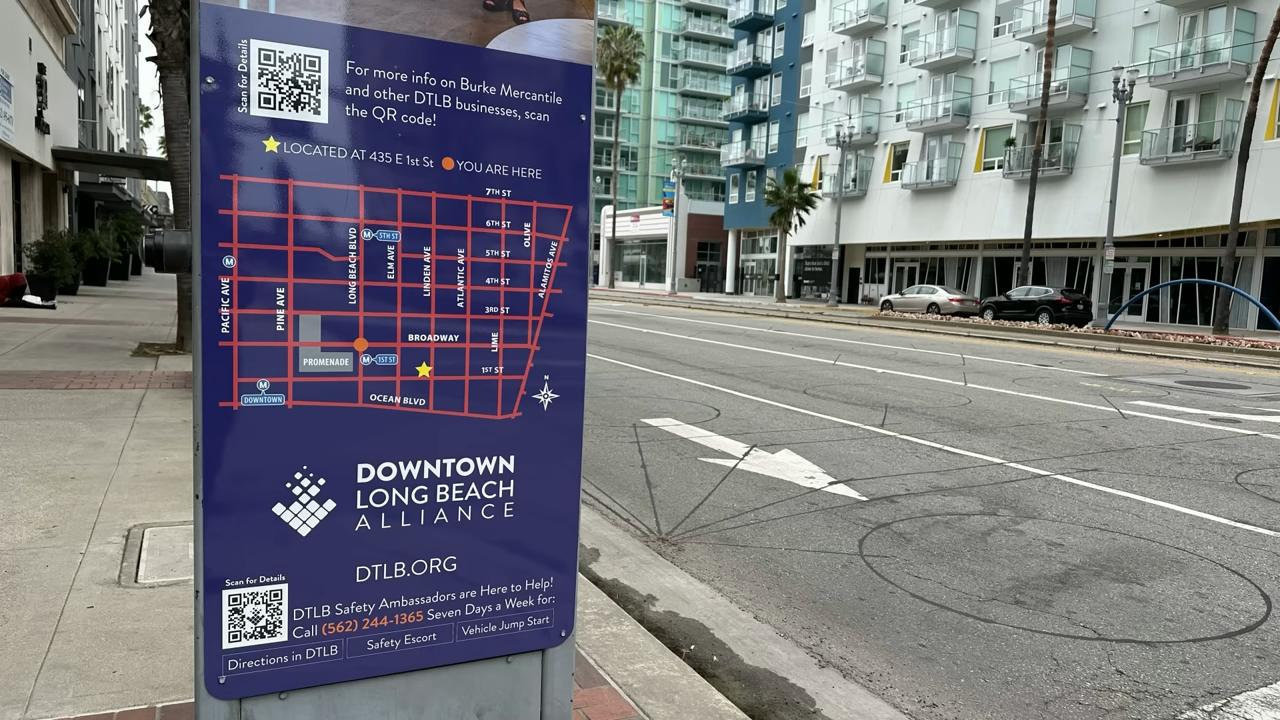 Scan for Details
For more info on Burke Mercantile
and other DTLB businesses, scan
the QR code!
LOCATED AT 435 E 1st St
YOU ARE HERE
7TH ST
6TH ST
5TH ST
4TH ST
3RD ST
BROADWAY
1ST ST
OCEAN BLVD
PACIFIC AVE
PINE AVE
LONG BEACH BLVD
ELM AVE
LINDEN AVE
ATLANTIC AVE
LIME
OLIVE
ALAMITOS AVE
M 5TH ST
M
PROMENADE
M 1ST ST
M
DOWNTOWN
N
DOWNTOWN
LONG BEACH
ALLIANCE
DTLB.ORG
Scan for Details
DTLB Safety Ambassadors are Here to Help!
Call (562) 244-1365 Seven Days a Week for:
Directions in DTLB
Safety Escort
Vehicle Jump Start